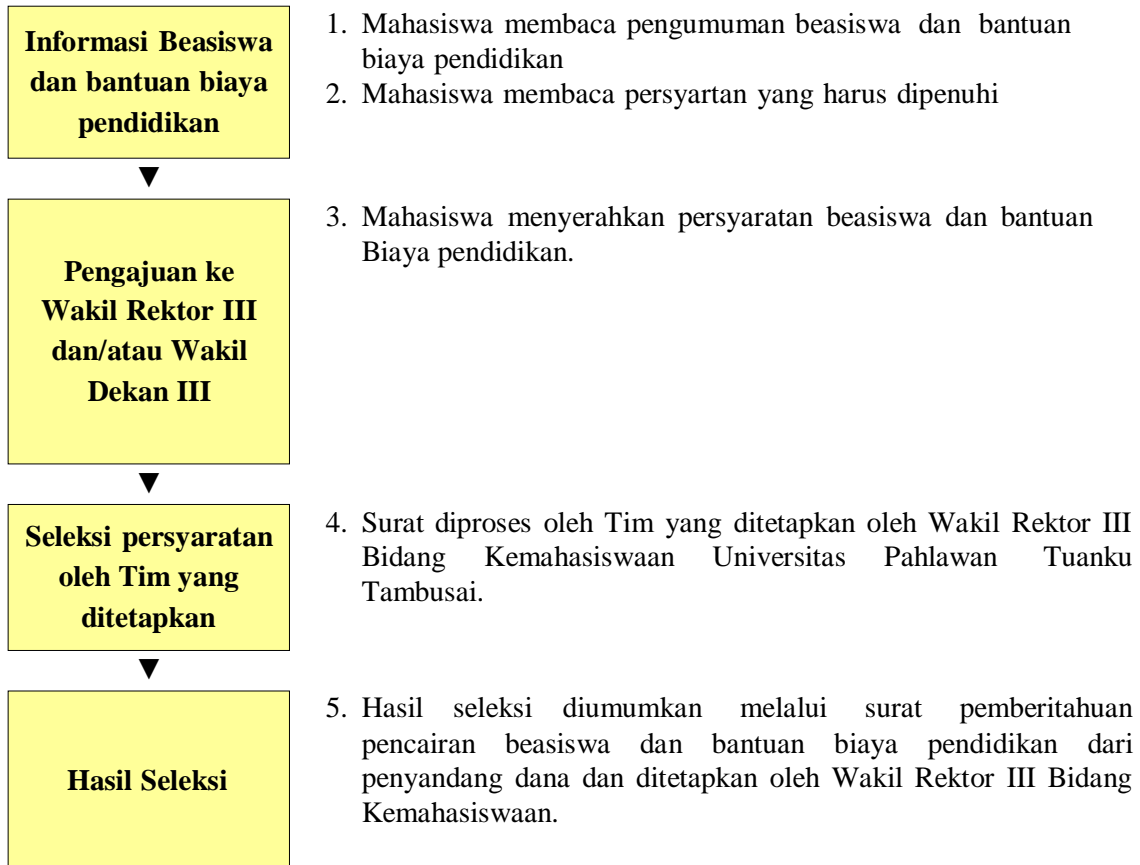 Informasi Beasiswa
dan bantuan biaya
pendidikan
1. Mahasiswa membaca pengumuman beasiswa dan bantuan
biaya pendidikan
2. Mahasiswa membaca persyartan yang harus dipenuhi
Pengajuan ke
Wakil Rektor III
dan/atau Wakil
Dekan III
3. Mahasiswa menyerahkan persyaratan beasiswa dan bantuan
Biaya pendidikan.
Seleksi persyaratan
oleh Tim yang
ditetapkan
4. Surat diproses oleh Tim yang ditetapkan oleh Wakil Rektor III
Bidang Kemahasiswaan Universitas Pahlawan Tuanku
Tambusai.
Hasil Seleksi
5. Hasil seleksi diumumkan melalui surat pemberitahuan
pencairan beasiswa dan bantuan biaya pendidikan dari
penyandang dana dan ditetapkan oleh Wakil Rektor III Bidang
Kemahasiswaan.